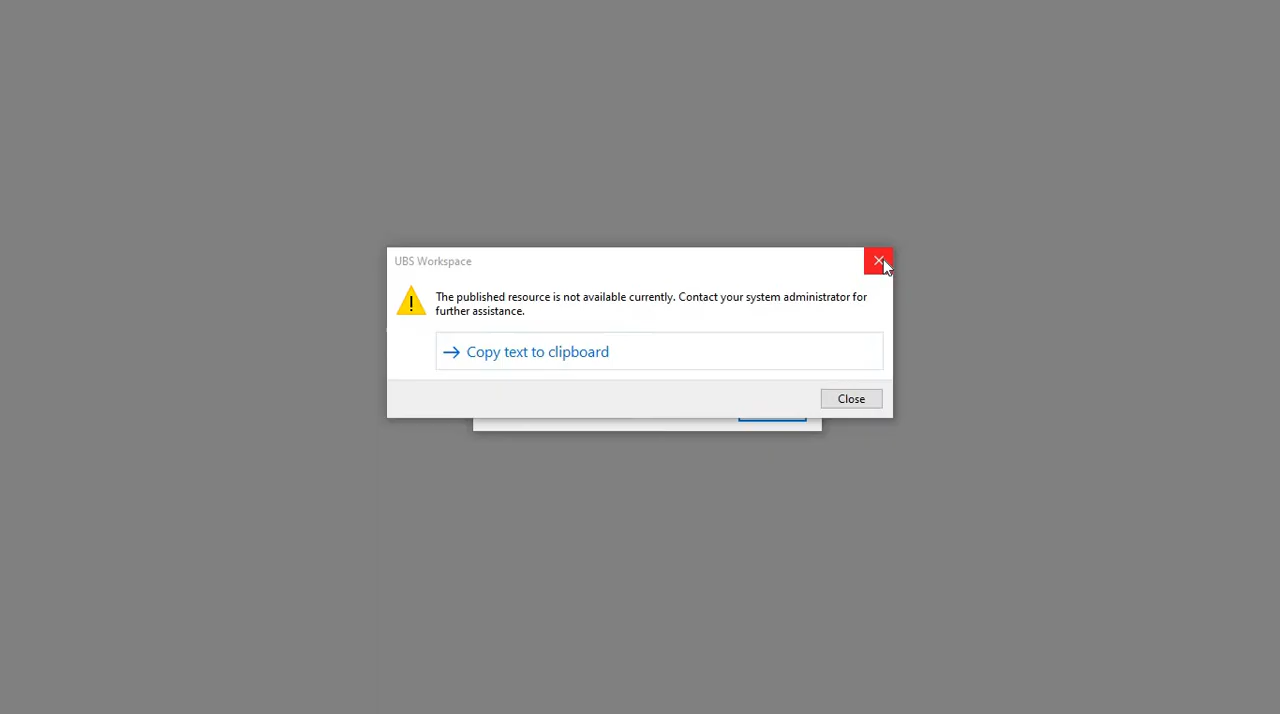 UBS Workspace
The published resource is not available currently. Contact your system administrator for
further assistance.
Copy text to clipboard
Close